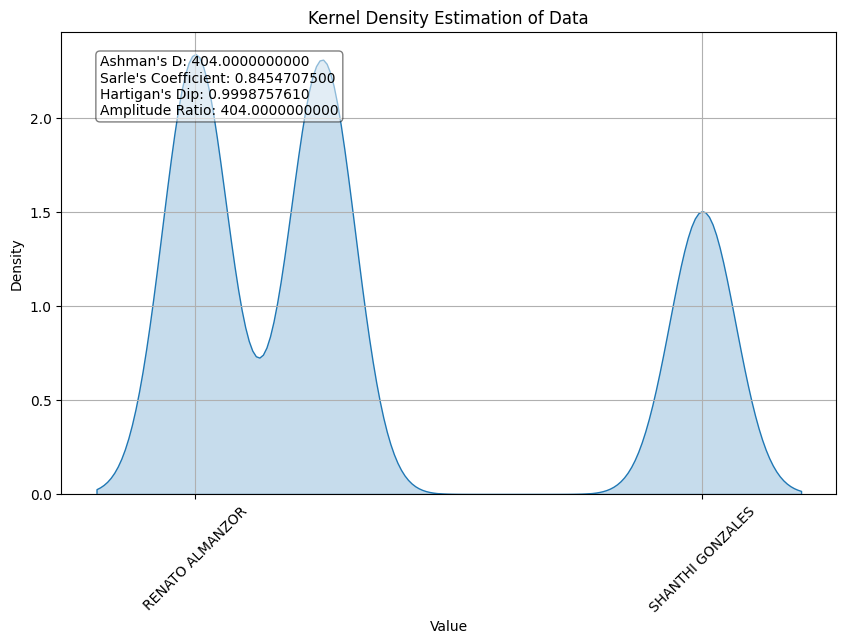 Kernel Density Estimation of Data
Ashman's D: 404.0000000000
Sarle's Coefficient: 0.8454707500
Hartigan's Dip: 0.9998757610
Amplitude Ratio: 404.0000000000
Density
2.0
1.5
1.0
0.5
0.0
RENATO ALMANZOR
SHANTHI GONZALES
Value